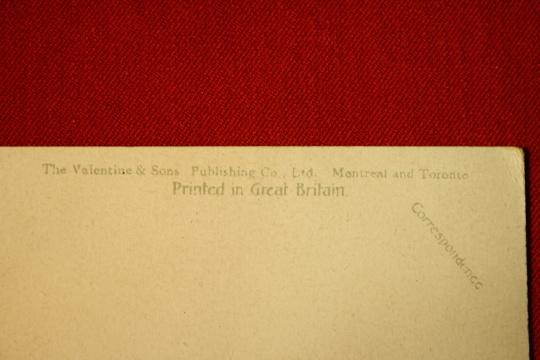 The Valentine & Sons Publishing Co., Ltd. Montreal and Toronto
Printed in Great Britain.
Correspondence